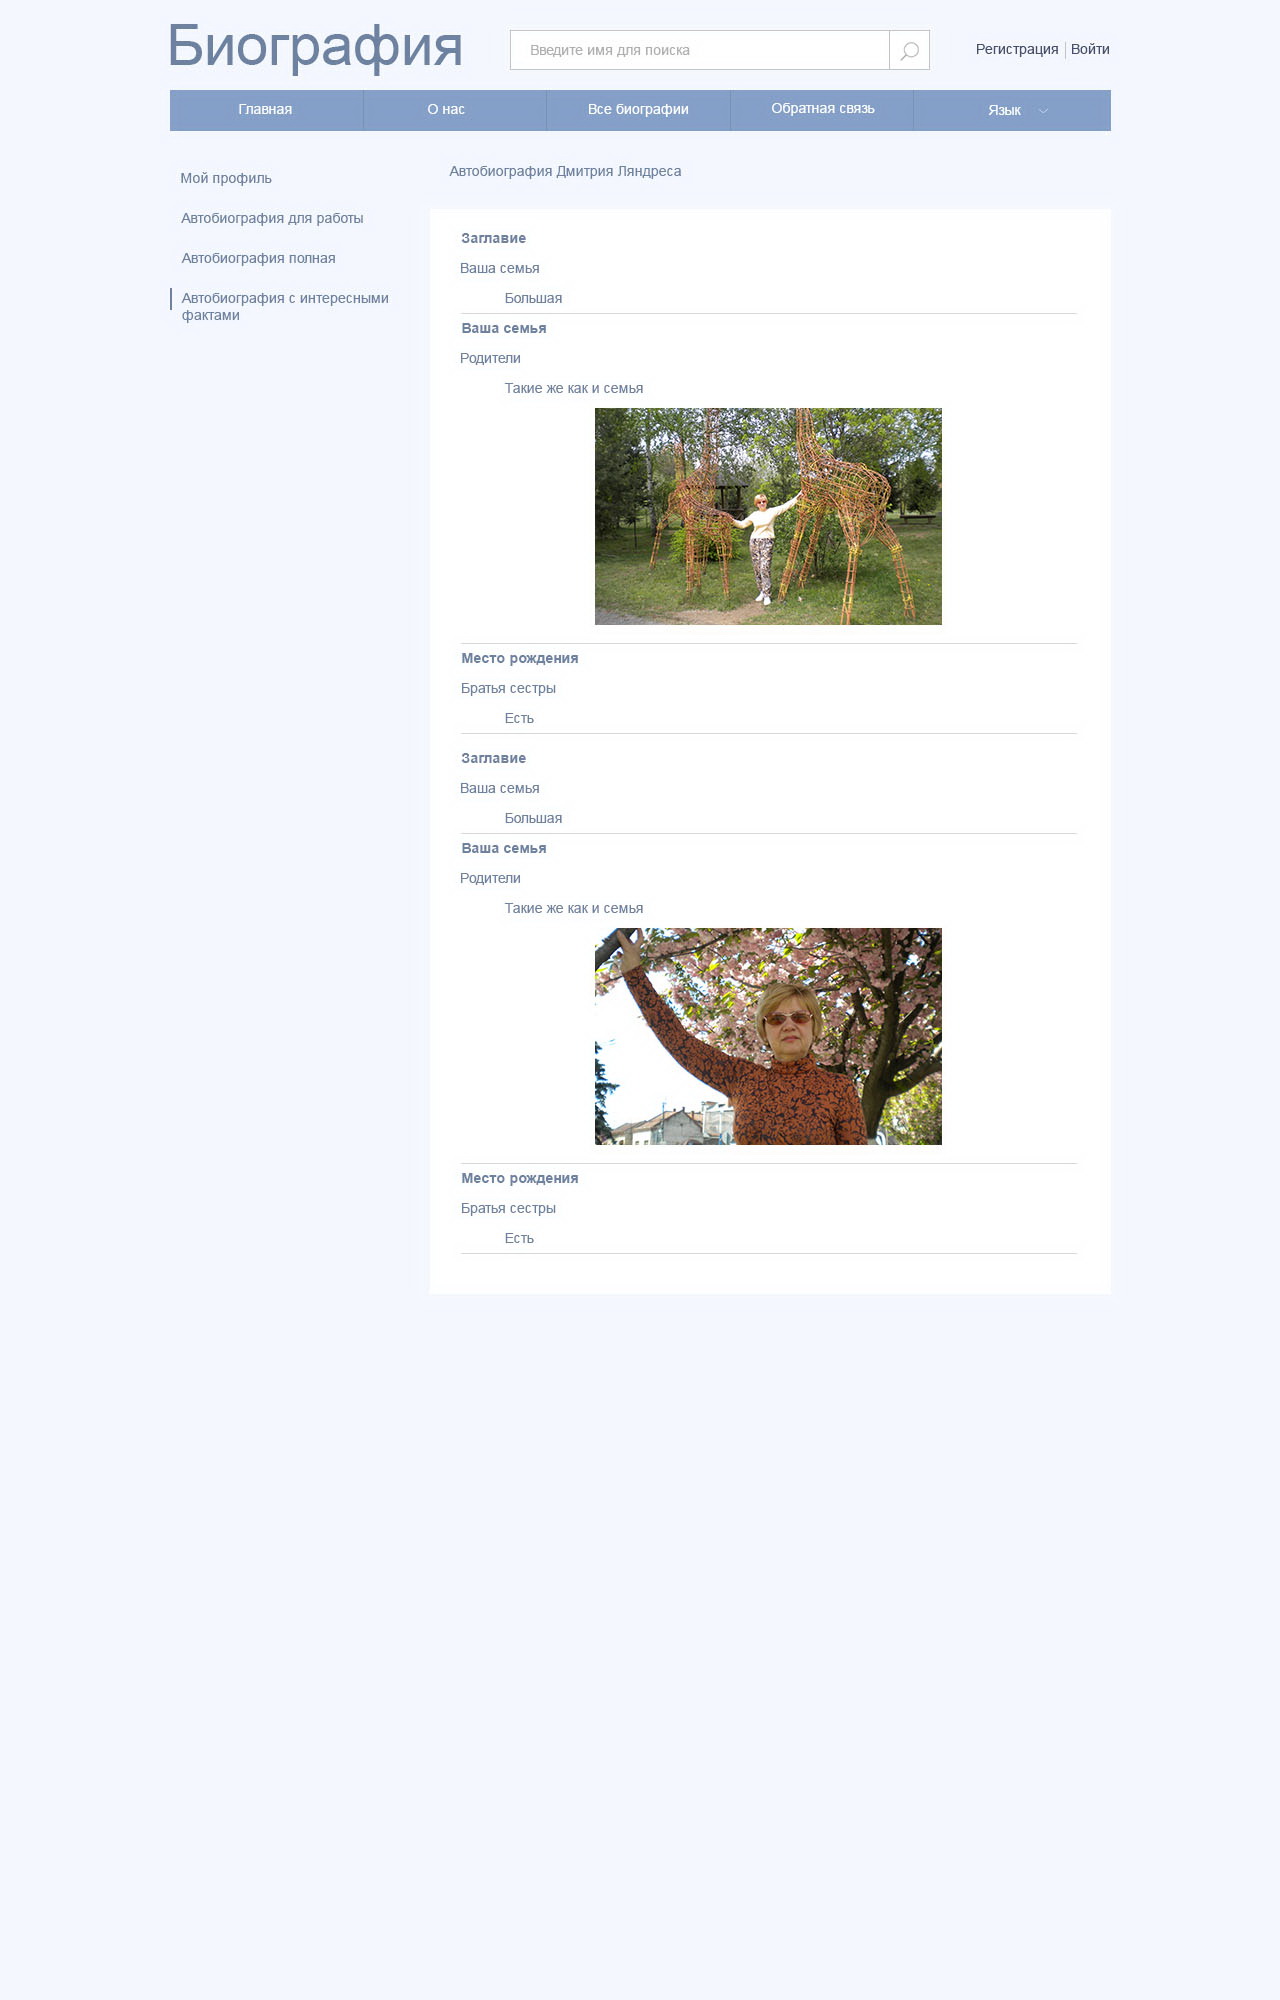 Биография
Введите имя для поиска
Регистрация Войти
Главная О нас Все биографии Обратная связь Язык
Мой профиль
Автобиография для работы
Автобиография полная
Автобиография с интересными
фактами
Автобиография Дмитрия Ляндреса
Заглавие
Ваша семья
Большая
Ваша семья
Родители
Такие же как и семья
Место рождения
Братья сестры
Есть
Заглавие
Ваша семья
Большая
Ваша семья
Родители
Такие же как и семья
Место рождения
Братья сестры
Есть